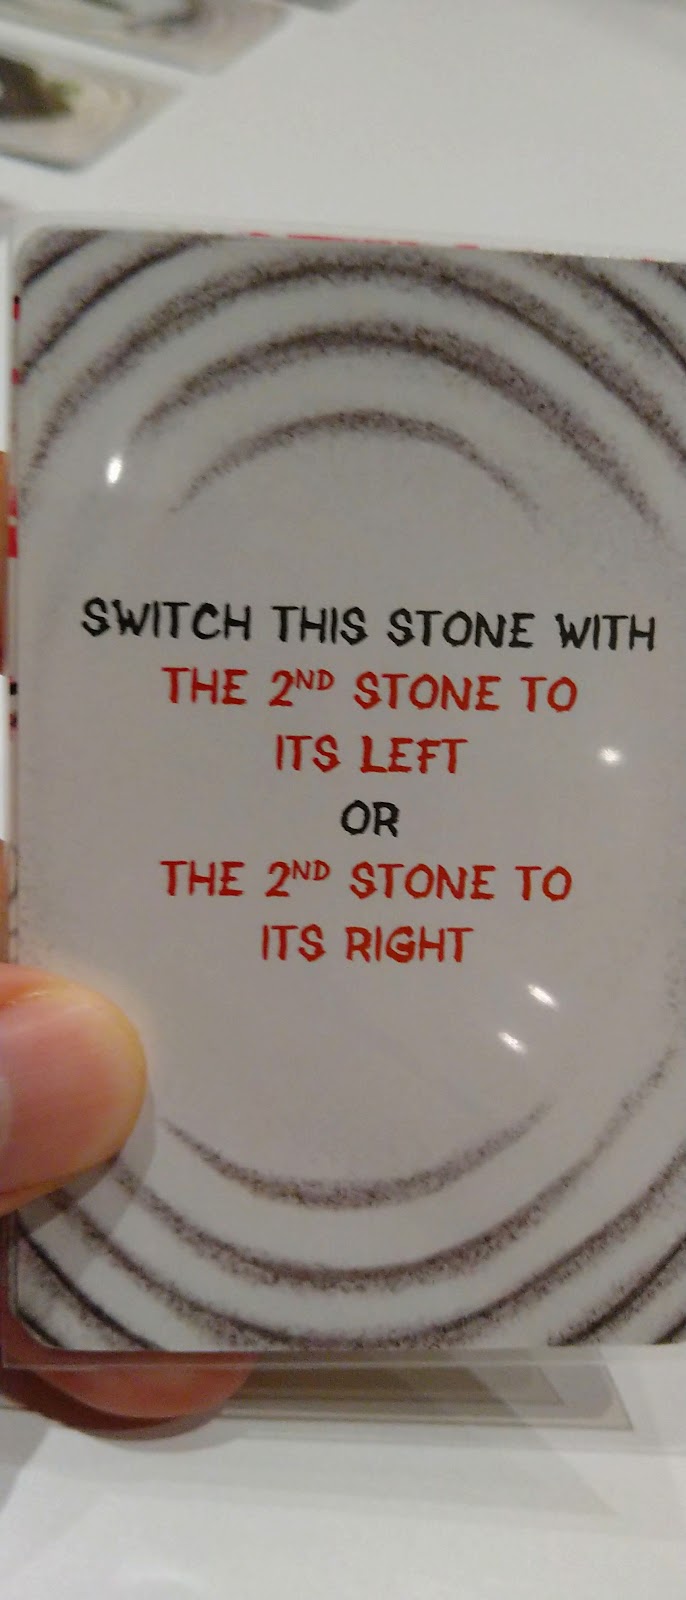 SWITCH THIS STONE WITH
THE 2ND STONE TO
ITS LEFT
OR
THE 2ND STONE TO
ITS RIGHT